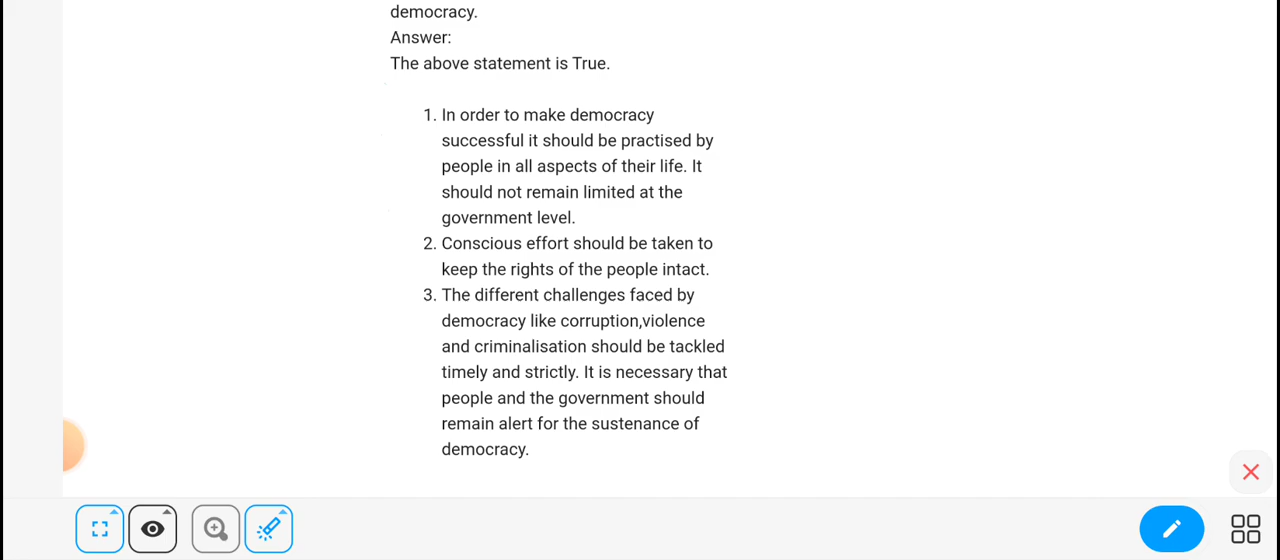 democracy.
Answer:
The above statement is True.
1. In order to make democracy
successful it should be practised by
people in all aspects of their life. It
should not remain limited at the
government level.
2. Conscious effort should be taken to
keep the rights of the people intact.
3. The different challenges faced by
democracy like corruption,violence
and criminalisation should be tackled
timely and strictly. It is necessary that
people and the government should
remain alert for the sustenance of
democracy.